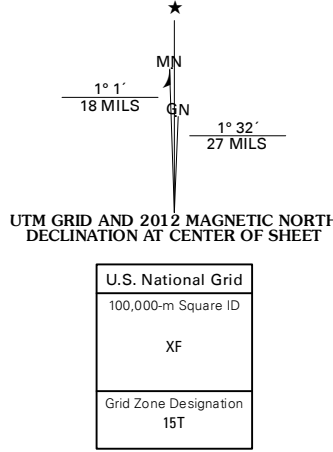 ★
MN
1° 1´
18 MILS
GN
1° 32´
27 MILS
UTM GRID AND 2012 MAGNETIC NORTH
DECLINATION AT CENTER OF SHEET
U.S. National Grid
100,000-m Square ID
XF
Grid Zone Designation
15T